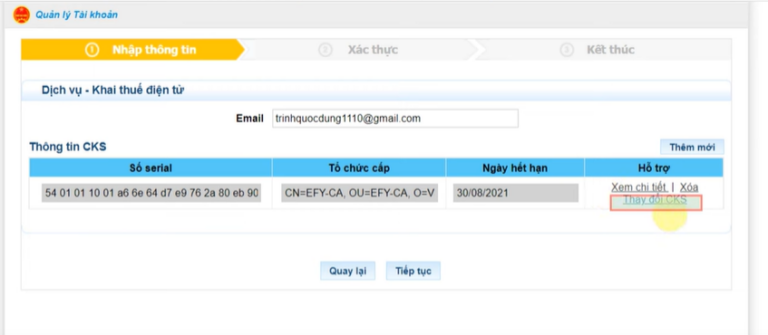 Quản lý Tài khoản
1 Nhập thông tin 2 Xác thực 3 Kết thúc
Dịch vụ - Khai thuế điện tử
Email trinhquocdung1110@gmail.com
Thông tin CKS Thêm mới
Số serial Tổ chức cấp Ngày hết hạn Hỗ trợ
54 01 01 10 01 a6 6e 64 d7 e9 76 2a 80 eb 90 CN=EFY-CA, OU=EFY-CA, O=V 30/08/2021 Xem chi tiết | Xóa
Thay đổi CKS
Quay lại Tiếp tục